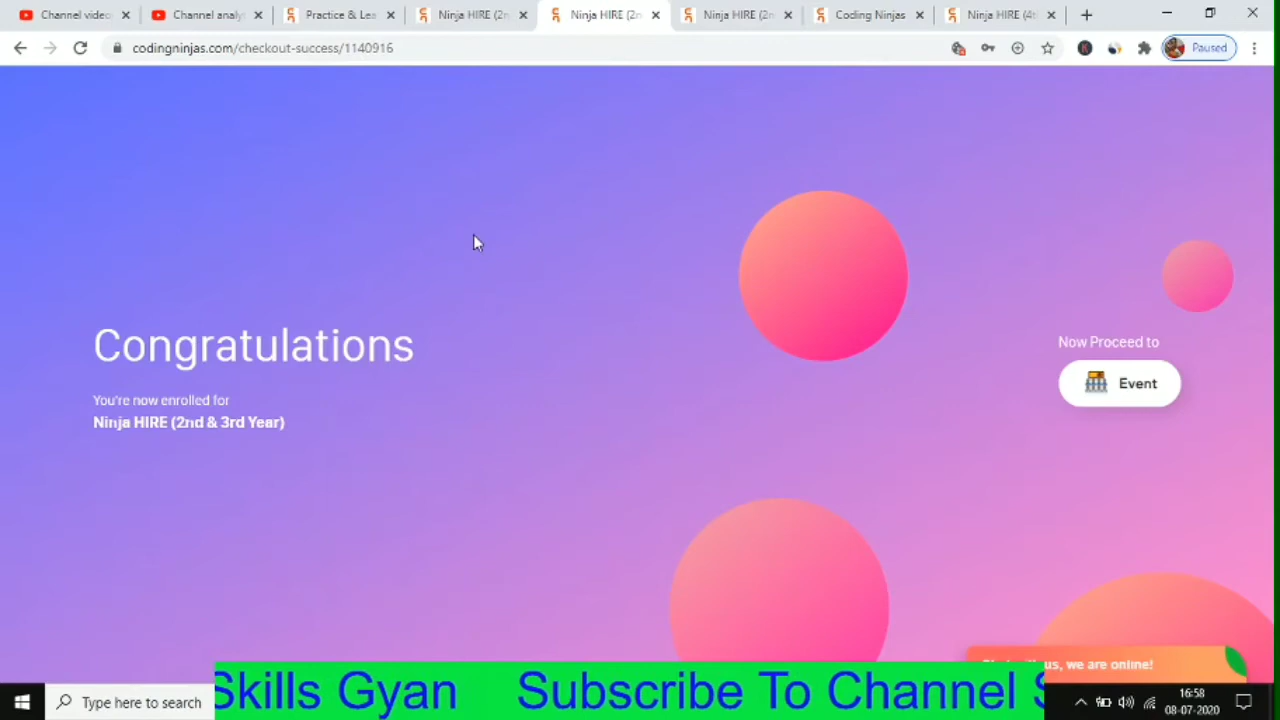 Channel video
Channel analy
Practice & Lea
Ninja HIRE (2n
Ninja HIRE (2n
Ninja HIRE (2n
Coding Ninjas
Ninja HIRE (4t
codingninjas.com/checkout-success/1140916
Paused
Congratulations
You're now enrolled for
Ninja HIRE (2nd & 3rd Year)
Now Proceed to
Event
us, we are online!
Skills Gyan Subscribe To Channel S
Type here to search
16:58
08-07-2020